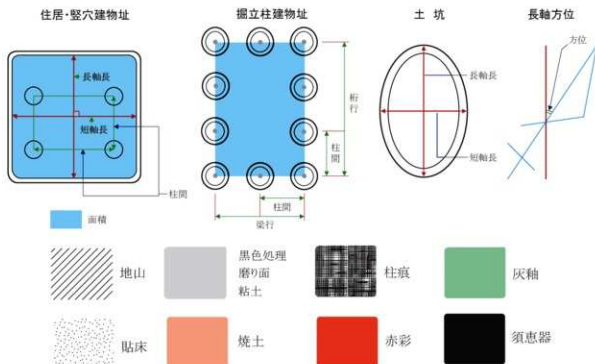 住居・竪穴建物址
掘立柱建物址
土 坑
長軸方位
方位
長軸長
短軸長
柱間
桁行
柱間
柱間
梁行
長軸長
短軸長
面積
地山
黒色処理
磨り面
粘土
柱痕
灰釉
貼床
焼土
赤彩
須恵器